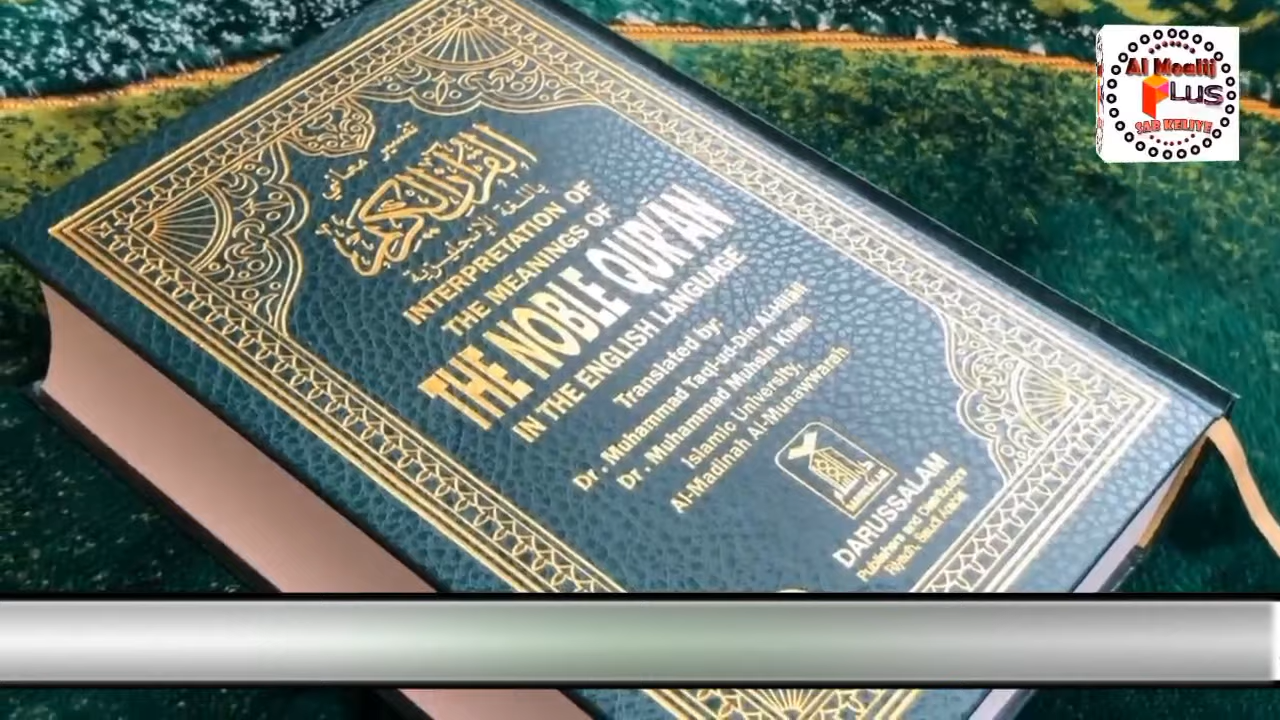 تفسير معاني
القرآن الكريم
باللغة الإنجليزية
INTERPRETATION OF
THE MEANINGS OF
THE NOBLE QUR'AN
IN THE ENGLISH LANGUAGE
Translated by:
Dr. Muhammad Taqi-ud-Din Al-Hilali
Dr. Muhammad Muhsin Khan
Islamic University,
Al-Madinah Al-Munawwarah
DARUSSALAM
DARUSSALAM
Publishers and Distributors
Riyadh, Saudi Arabia
Al Moalij
PLUS
SAB KELIYE